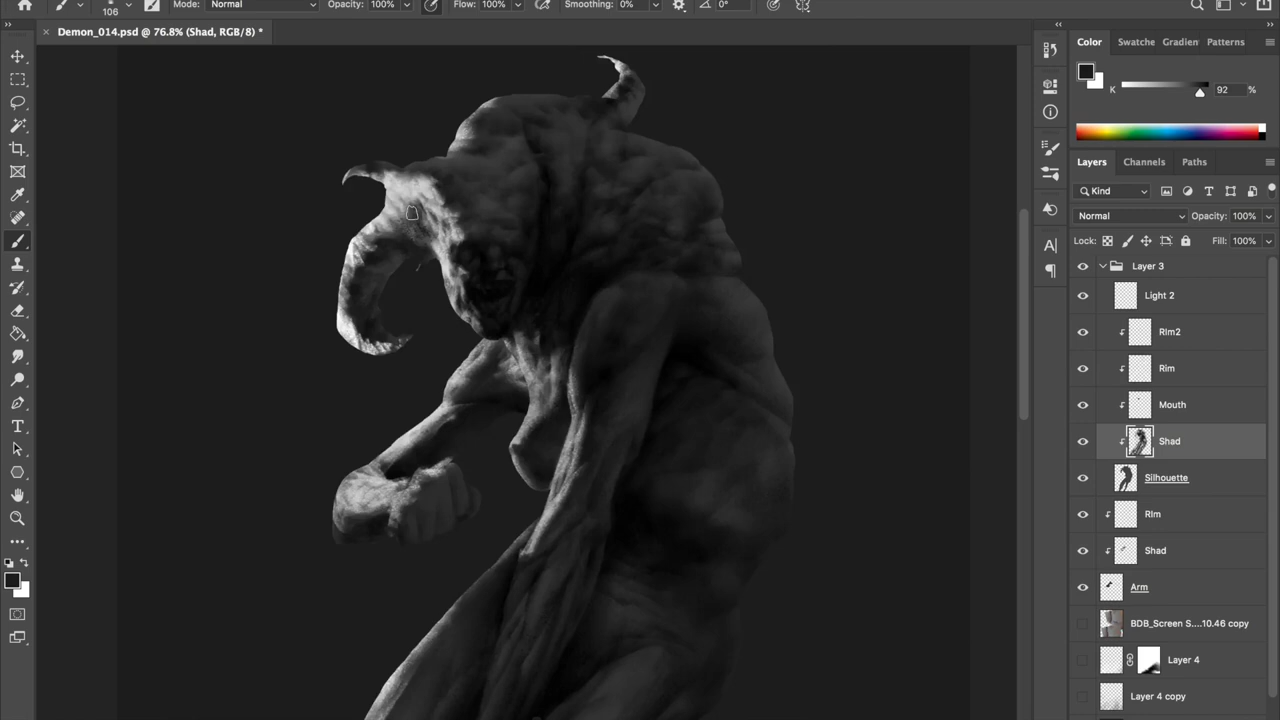 106 Mode: Normal Opacity: 100% Flow: 100% Smoothing: 0% 0°
× Demon_014.psd @ 76.8% (Shad, RGB/8) *
Color Swatche Gradien Patterns
K 92 %
Layers Channels Paths
Kind
Normal Opacity: 100%
Lock: Fill: 100%
Layer 3
Light 2
RIm2
Rim
Mouth
Shad
Silhouette
RIm
Shad
Arm
BDB_Screen S....10.46 copy
Layer 4
Layer 4 copy